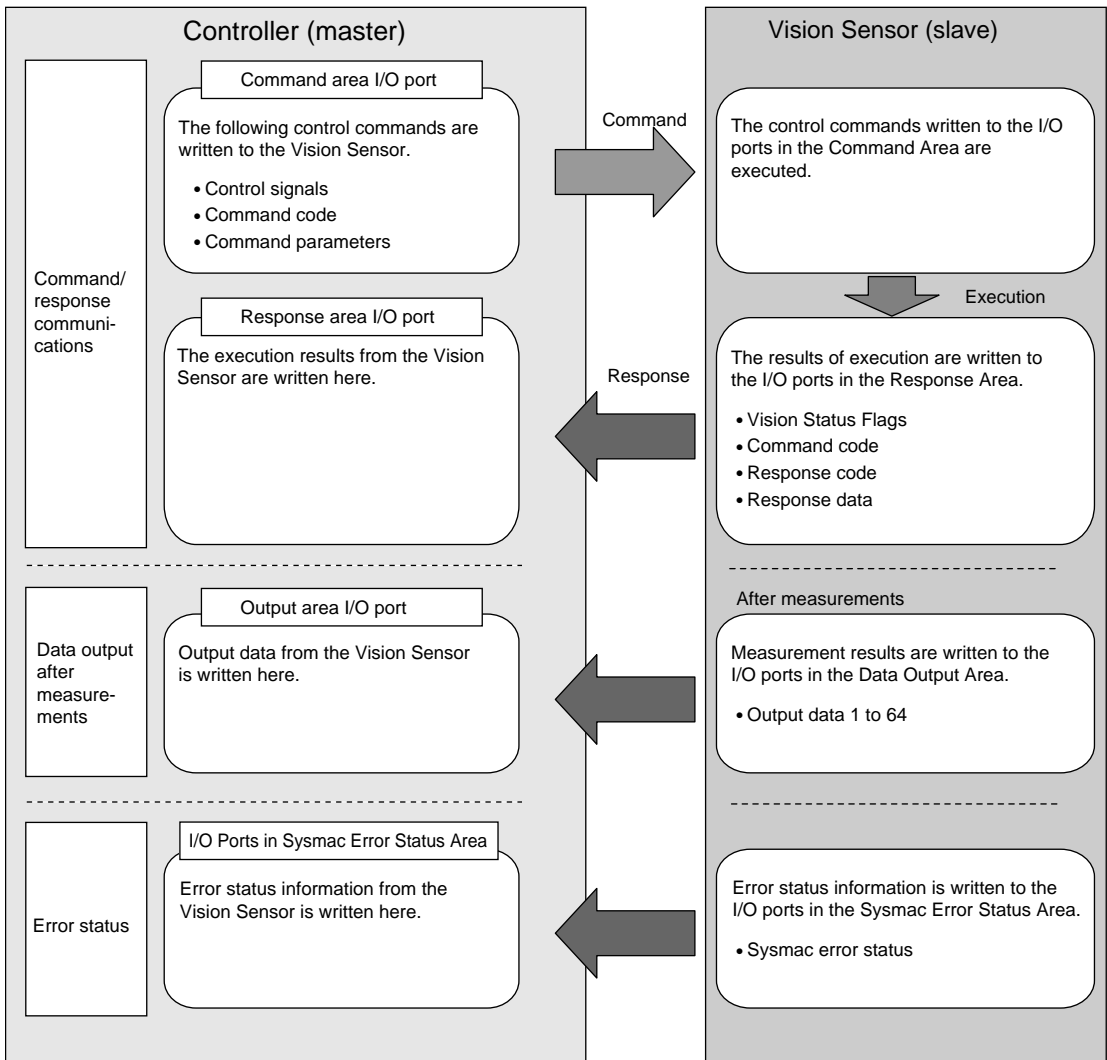 Controller (master)
Vision Sensor (slave)
Command/
response
communi-
cations
Command area I/O port
The following control commands are
written to the Vision Sensor.
• Control signals
• Command code
• Command parameters
Command
The control commands written to the I/O
ports in the Command Area are
executed.
Execution
Response area I/O port
The execution results from the Vision
Sensor are written here.
Response
The results of execution are written to
the I/O ports in the Response Area.
• Vision Status Flags
• Command code
• Response code
• Response data
Data output
after
measure-
ments
Output area I/O port
Output data from the Vision Sensor
is written here.
After measurements
Measurement results are written to the
I/O ports in the Data Output Area.
• Output data 1 to 64
Error status
I/O Ports in Sysmac Error Status Area
Error status information from the
Vision Sensor is written here.
Error status information is written to the
I/O ports in the Sysmac Error Status Area.
• Sysmac error status